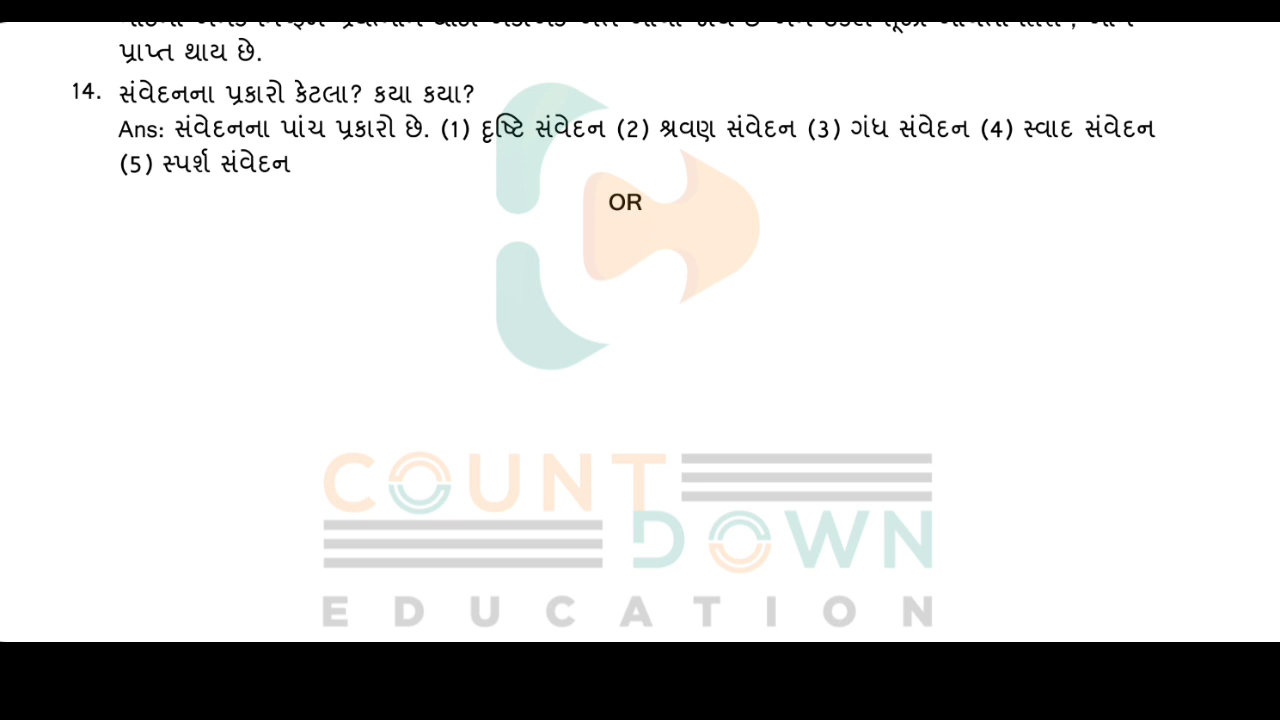 પ્રાપ્ત થાય છે.
14. સંવેદનના પ્રકારો કેટલા? કયા કયા?
Ans: સંવેદનના પાંચ પ્રકારો છે. (1) દૃષ્ટિ સંવેદન (2) શ્રવણ સંવેદન (3) ગંધ સંવેદન (4) સ્વાદ સંવેદન
(5) સ્પર્શ સંવેદન
OR
COUNT
DOWN
EDUCATION